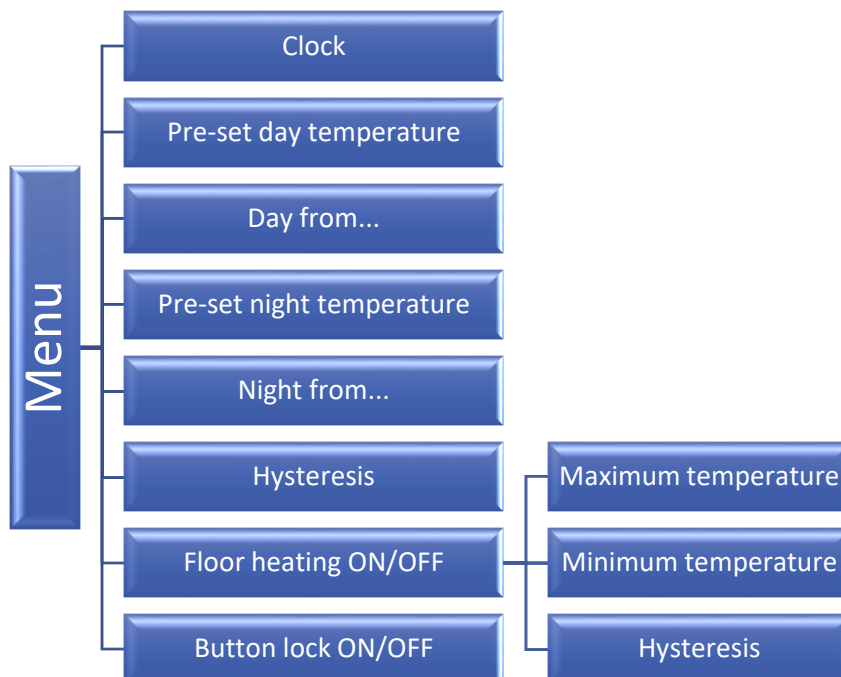 Menu
Clock
Pre-set day temperature
Day from...
Pre-set night temperature
Night from...
Hysteresis
Floor heating ON/OFF
Button lock ON/OFF
Maximum temperature
Minimum temperature
Hysteresis